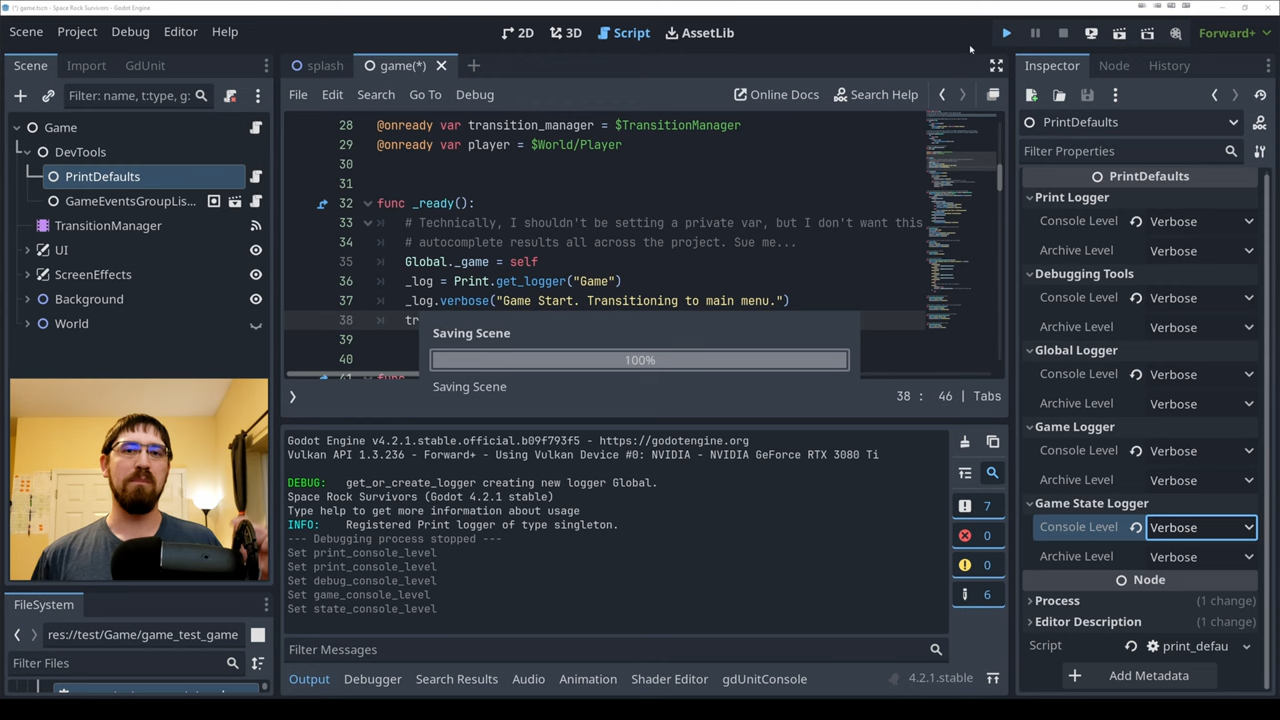 (*) game.tscn - Space Rock Survivors - Godot Engine
Scene Project Debug Editor Help
2D 3D Script AssetLib
Forward+
Scene Import GdUnit
Filter: name, t:type, g:
Game
DevTools
PrintDefaults
GameEventsGroupLis...
TransitionManager
UI
ScreenEffects
Background
World
FileSystem
res://test/Game/game_test_game
Filter Files
splash game(*)
File Edit Search Go To Debug
Online Docs Search Help
28 @onready var transition_manager = $TransitionManager
29 @onready var player = $World/Player
30
31
32 func _ready():
33 # Technically, I shouldn't be setting a private var, but I don't want this
34 # autocomplete results all across the project. Sue me...
35 Global._game = self
36 _log = Print.get_logger("Game")
37 _log.verbose("Game Start. Transitioning to main menu.")
38 tr
39
40
41 func
Saving Scene
100%
Saving Scene
38 : 46 | Tabs
Godot Engine v4.2.1.stable.official.b09f793f5 - https://godotengine.org
Vulkan API 1.3.236 - Forward+ - Using Vulkan Device #0: NVIDIA - NVIDIA GeForce RTX 3080 Ti
DEBUG: get_or_create_logger creating new logger Global.
Space Rock Survivors (Godot 4.2.1 stable)
Type help to get more information about usage
INFO: Registered Print logger of type singleton.
--- Debugging process stopped ---
Set print_console_level
Set print_console_level
Set debug_console_level
Set game_console_level
Set state_console_level
7
0
0
6
Filter Messages
Output Debugger Search Results Audio Animation Shader Editor gdUnitConsole
4.2.1.stable
Inspector Node History
PrintDefaults
Filter Properties
PrintDefaults
Print Logger
Console Level Verbose
Archive Level Verbose
Debugging Tools
Console Level Verbose
Archive Level Verbose
Global Logger
Console Level Verbose
Archive Level Verbose
Game Logger
Console Level Verbose
Archive Level Verbose
Game State Logger
Console Level Verbose
Archive Level Verbose
Node
Process (1 change)
Editor Description (1 change)
Script print_defau
Add Metadata